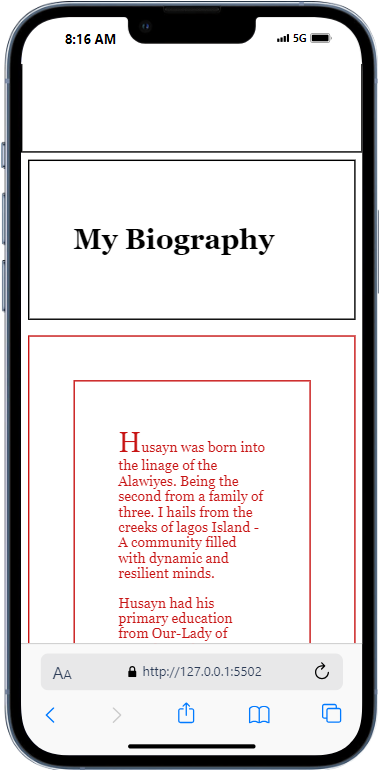 8:16 AM 5G
My Biography
Husayn was born into
the linage of the
Alawiyes. Being the
second from a family of
three. I hails from the
creeks of lagos Island -
A community filled
with dynamic and
resilient minds.
Husayn had his
primary education
from Our-Lady of
AA http://127.0.0.1:5502